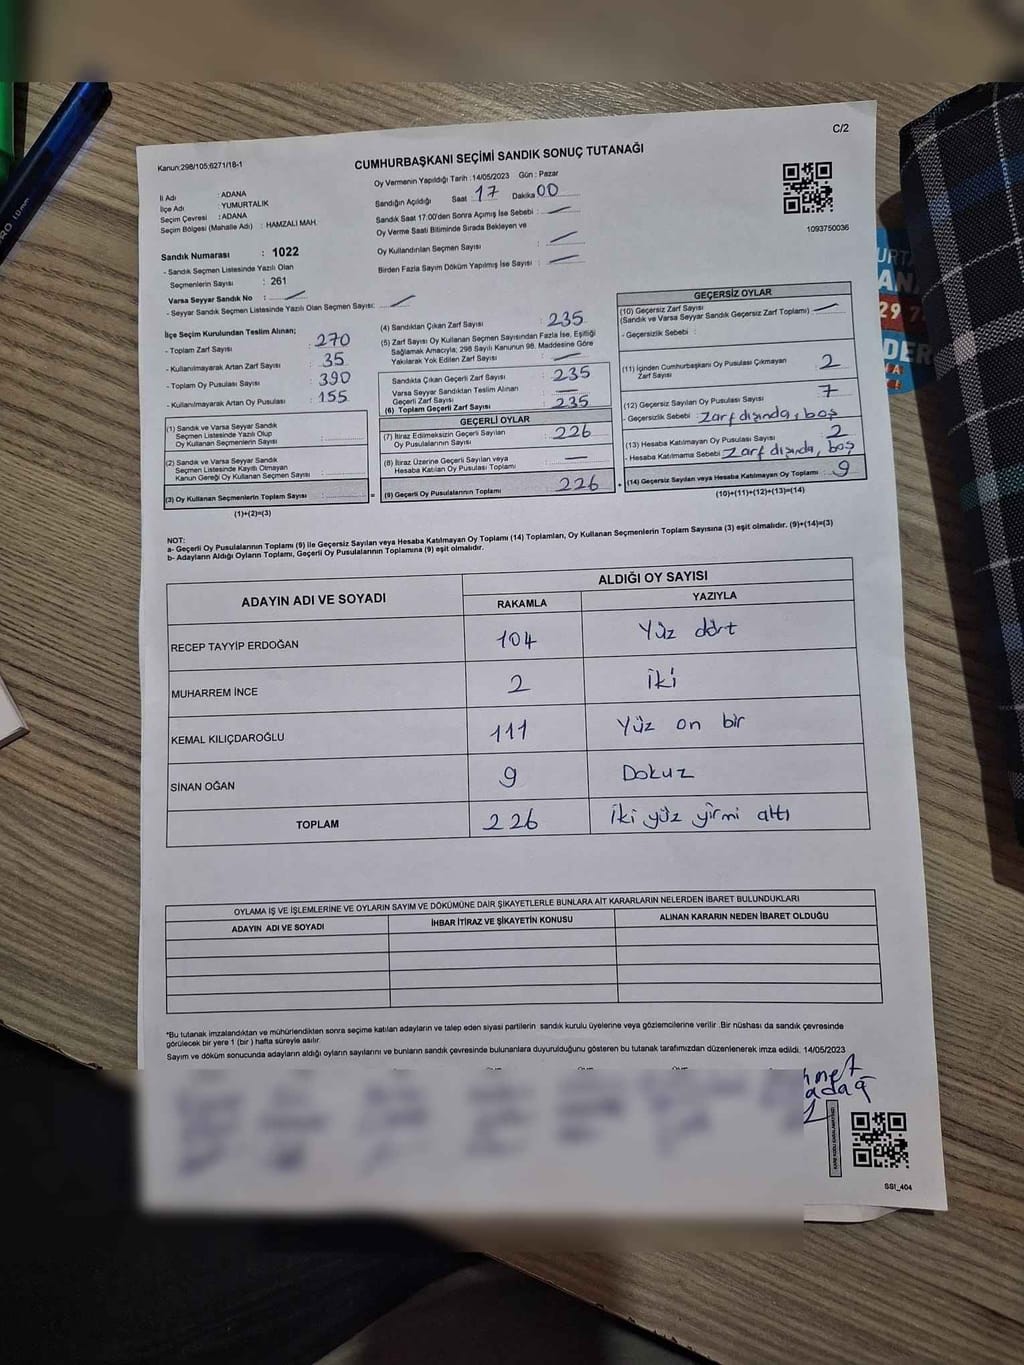 C/2
Kanun:298/105:6271/18-1
CUMHURBAŞKANI SEÇİMİ SANDIK SONUÇ TUTANAĞI
İl Adı : ADANA
İlçe Adı : YUMURTALIK
Seçim Çevresi : ADANA
Seçim Bölgesi (Mahalle Adı) : HAMZALI MAH.
Sandık Numarası : 1022
- Sandık Seçmen Listesinde Yazılı Olan
Seçmenlerin Sayısı : 261
Varsa Seyyar Sandık No :
- Seyyar Sandık Seçmen Listesinde Yazılı Olan Seçmen Sayısı:
Oy Vermenin Yapıldığı Tarih : 14/05/2023 Gün : Pazar
Sandığın Açıldığı Saat 17 Dakika 00
Sandık Saat 17:00'den Sonra Açımış İse Sebebi :
Oy Verme Saati Bitiminde Sırada Bekleyen ve
Oy Kullandırılan Seçmen Sayısı :
Birden Fazla Sayım Döküm Yapılmış İse Sayısı :
1093750036
İlçe Seçim Kurulundan Teslim Alınan;
- Toplam Zarf Sayısı : 270
- Kullanılmayarak Artan Zarf Sayısı : 35
- Toplam Oy Pusulası Sayısı : 390
- Kullanılmayarak Artan Oy Pusulası : 155
(1) Sandık ve Varsa Seyyar Sandık
Seçmen Listesinde Yazılı Olup
Oy Kullanan Seçmenlerin Sayısı :
(2) Sandık ve Varsa Seyyar Sandık
Seçmen Listesinde Kayıtlı Olmayan
Kanun Gereği Oy Kullanan Seçmen Sayısı :
(3) Oy Kullanan Seçmenlerin Toplam Sayısı : =
(1)+(2)=(3)
(4) Sandıktan Çıkan Zarf Sayısı : 235
(5) Zarf Sayısı Oy Kullanan Seçmen Sayısından Fazla İse, Eşitliği
Sağlamak Amacıyla; 298 Sayılı Kanunun 98. Maddesine Göre
Yakılarak Yok Edilen Zarf Sayısı :
Sandıkta Çıkan Geçerli Zarf Sayısı : 235
Varsa Seyyar Sandıktan Teslim Alınan
Geçerli Zarf Sayısı :
(6) Toplam Geçerli Zarf Sayısı : 235
GEÇERLİ OYLAR
(7) İtiraz Edilmeksizin Geçerli Sayılan
Oy Pusulalarının Sayısı : 226
(8) İtiraz Üzerine Geçerli Sayılan veya
Hesaba Katılan Oy Pusulası Toplamı :
(9) Geçerli Oy Pusulalarının Toplamı : 226 +
GEÇERSİZ OYLAR
(10) Geçersiz Zarf Sayısı
(Sandık ve Varsa Seyyar Sandık Geçersiz Zarf Toplamı) :
- Geçersizlik Sebebi :
(11) İçinden Cumhurbaşkanı Oy Pusulası Çıkmayan
Zarf Sayısı : 2
(12) Geçersiz Sayılan Oy Pusulası Sayısı : 7
- Geçersizlik Sebebi : Zarf dışında, boş
(13) Hesaba Katılmayan Oy Pusulası Sayısı : 2
- Hesaba Katılmama Sebebi : Zarf dışında, boş
(14) Geçersiz Sayılan veya Hesaba Katılmayan Oy Toplamı : 9
(10)+(11)+(12)+(13)=(14)
NOT:
a- Geçerli Oy Pusulalarının Toplamı (9) ile Geçersiz Sayılan veya Hesaba Katılmayan Oy Toplamı (14) Toplamları, Oy Kullanan Seçmenlerin Toplam Sayısına (3) eşit olmalıdır. (9)+(14)=(3)
b- Adayların Aldığı Oyların Toplamı, Geçerli Oy Pusulalarının Toplamına (9) eşit olmalıdır.
ADAYIN ADI VE SOYADI ALDIĞI OY SAYISI
RAKAMLA YAZIYLA
RECEP TAYYİP ERDOĞAN 104 Yüz dört
MUHARREM İNCE 2 iki
KEMAL KILIÇDAROĞLU 111 Yüz on bir
SİNAN OĞAN 9 Dokuz
TOPLAM 226 iki yüz yirmi altı
OYLAMA İŞ VE İŞLEMLERİNE VE OYLARIN SAYIM VE DÖKÜMÜNE DAİR ŞİKAYETLERLE BUNLARA AİT KARARLARIN NELERDEN İBARET BULUNDUKLARI
ADAYIN ADI VE SOYADI İHBAR İTİRAZ VE ŞİKAYETİN KONUSU ALINAN KARARIN NEDEN İBARET OLDUĞU
*Bu tutanak imzalandıktan ve mühürlendikten sonra seçime katılan adayların ve talep eden siyasi partilerin sandık kurulu üyelerine veya gözlemcilerine verilir .Bir nüshası da sandık çevresinde
görülecek bir yere 1 (bir ) hafta süreyle asılır.
Sayım ve döküm sonucunda adayların aldığı oyların sayılarını ve bunların sandık çevresinde bulunanlara duyurulduğunu gösteren bu tutanak tarafımızdan düzenlenerek imza edildi. 14/05/2023
SSI_404